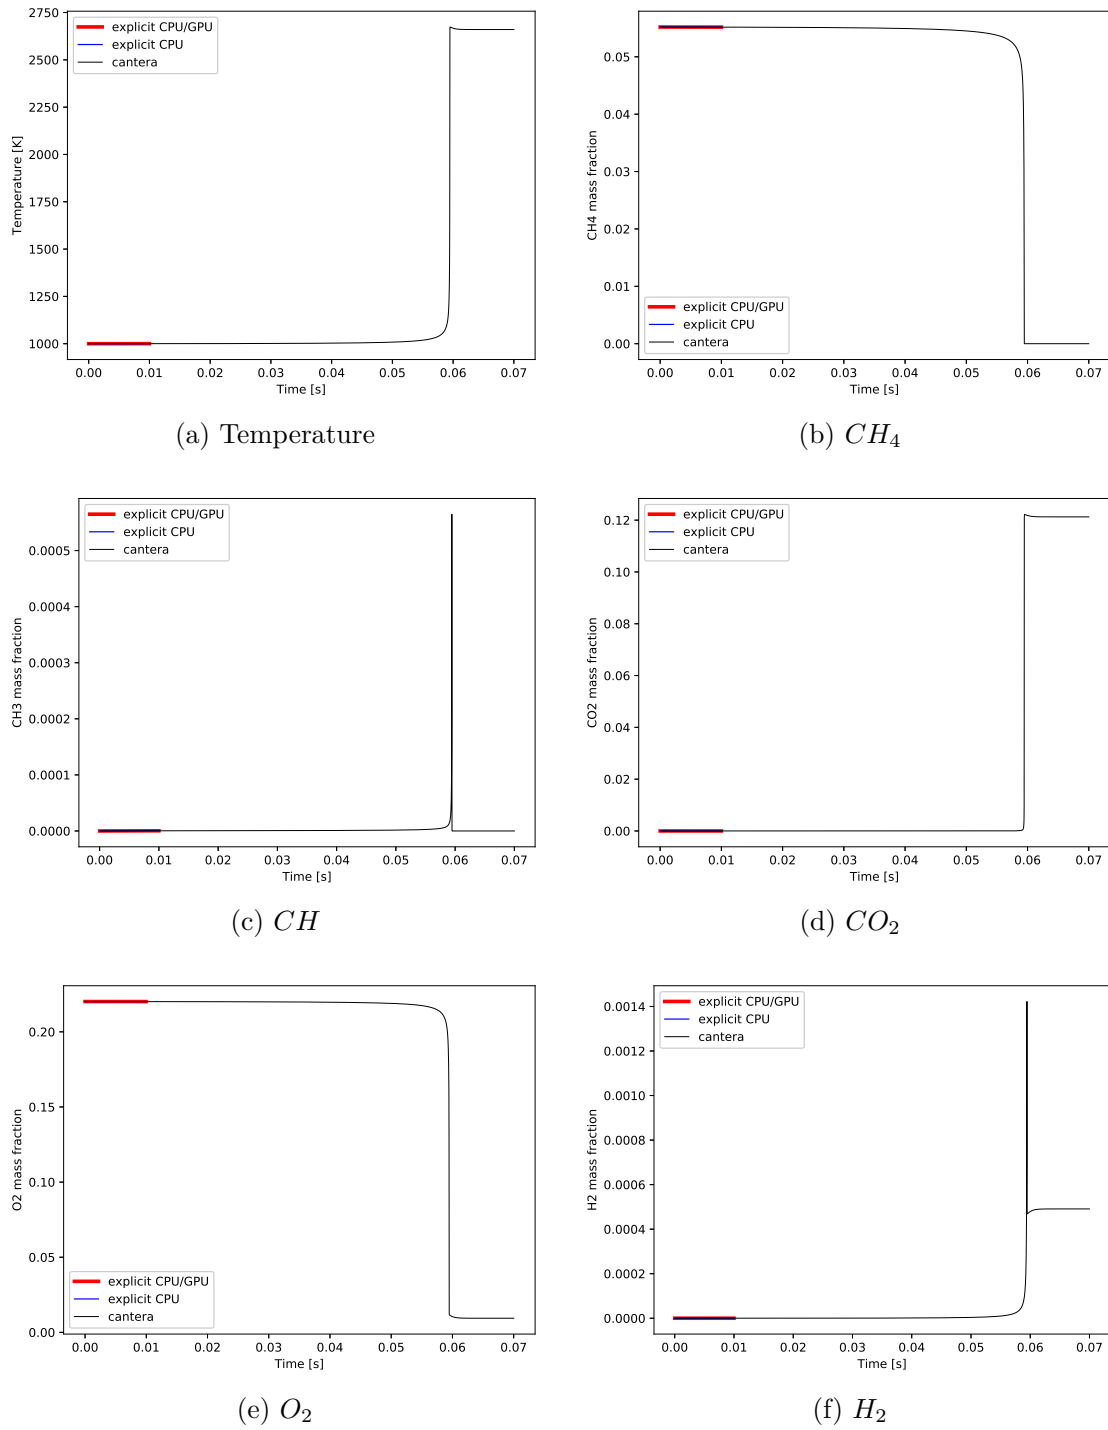 2750
2500
2250
2000
1750
1500
1250
1000
Temperature [K]
explicit CPU/GPU
explicit CPU
cantera
0.00 0.01 0.02 0.03 0.04 0.05 0.06 0.07
Time [s]
(a) Temperature
0.05
0.04
0.03
0.02
0.01
0.00
CH4 mass fraction
explicit CPU/GPU
explicit CPU
cantera
0.00 0.01 0.02 0.03 0.04 0.05 0.06 0.07
Time [s]
(b) CH₄
0.0005
0.0004
0.0003
0.0002
0.0001
0.0000
CH3 mass fraction
explicit CPU/GPU
explicit CPU
cantera
0.00 0.01 0.02 0.03 0.04 0.05 0.06 0.07
Time [s]
(c) CH
0.12
0.10
0.08
0.06
0.04
0.02
0.00
CO2 mass fraction
explicit CPU/GPU
explicit CPU
cantera
0.00 0.01 0.02 0.03 0.04 0.05 0.06 0.07
Time [s]
(d) CO₂
0.20
0.15
0.10
0.05
0.00
O2 mass fraction
explicit CPU/GPU
explicit CPU
cantera
0.00 0.01 0.02 0.03 0.04 0.05 0.06 0.07
Time [s]
(e) O₂
0.0014
0.0012
0.0010
0.0008
0.0006
0.0004
0.0002
0.0000
H2 mass fraction
explicit CPU/GPU
explicit CPU
cantera
0.00 0.01 0.02 0.03 0.04 0.05 0.06 0.07
Time [s]
(f) H₂